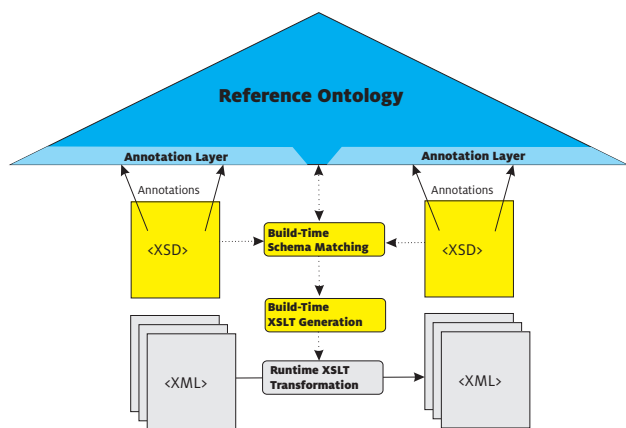 Reference Ontology
Annotation Layer
Annotation Layer
Annotations
Annotations
<XSD>
Build-Time
Schema Matching
<XSD>
Build-Time
XSLT Generation
<XML>
Runtime XSLT
Transformation
<XML>